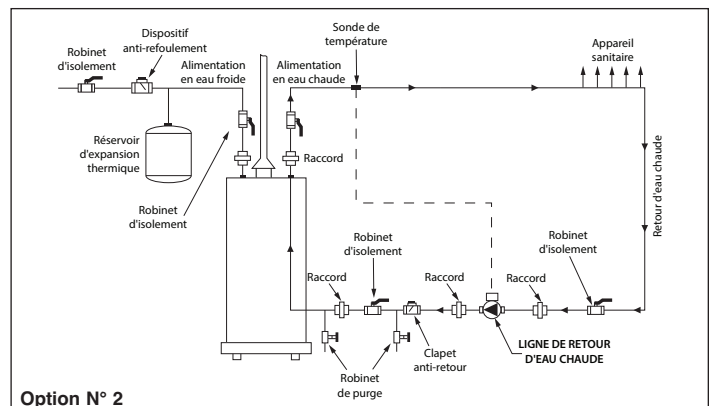 Robinet
d'isolement
Dispositif
anti-refoulement
Alimentation
en eau froide
Alimentation
en eau chaude
Sonde de
température
Appareil
sanitaire
Réservoir
d'expansion
thermique
Robinet
d'isolement
Raccord
Retour d'eau chaude
Raccord
Robinet
d'isolement
Raccord
Raccord
Robinet
d'isolement
Robinet
de purge
Clapet
anti-retour
LIGNE DE RETOUR
D'EAU CHAUDE
Option N° 2